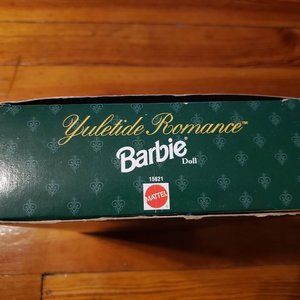 Yuletide Romance™
Barbie®
Doll
15621
MATTEL